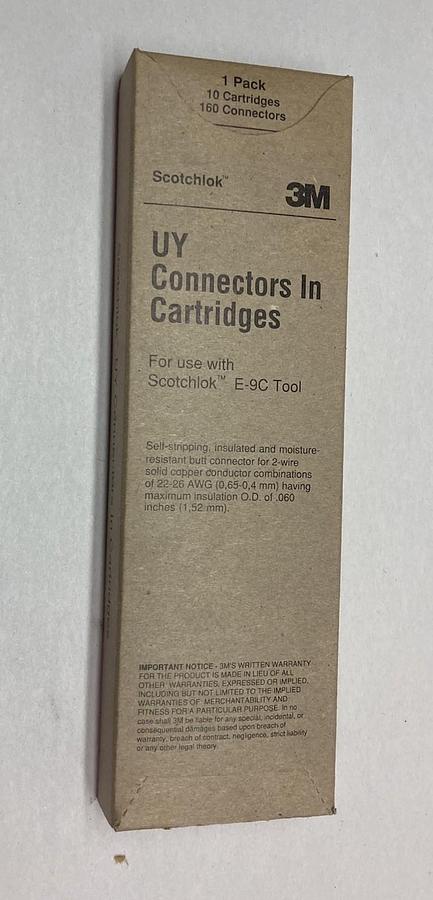 1 Pack
10 Cartridges
160 Connectors
Scotchlok™
3M
UY
Connectors In
Cartridges
For use with
Scotchlok™ E-9C Tool
Self-stripping, insulated and moisture-
resistant butt connector for 2-wire
solid copper conductor combinations
of 22-26 AWG (0,65-0,4 mm) having
maximum insulation O.D. of .060
inches (1,52 mm).
IMPORTANT NOTICE - 3M'S WRITTEN WARRANTY
FOR THE PRODUCT IS MADE IN LIEU OF ALL
OTHER WARRANTIES, EXPRESSED OR IMPLIED,
INCLUDING BUT NOT LIMITED TO THE IMPLIED
WARRANTIES OF MERCHANTABILITY AND
FITNESS FOR A PARTICULAR PURPOSE. In no
case shall 3M be liable for any special, incidental, or
consequential damages based upon breach of
warranty, breach of contract, negligence, strict liability
or any other legal theory.